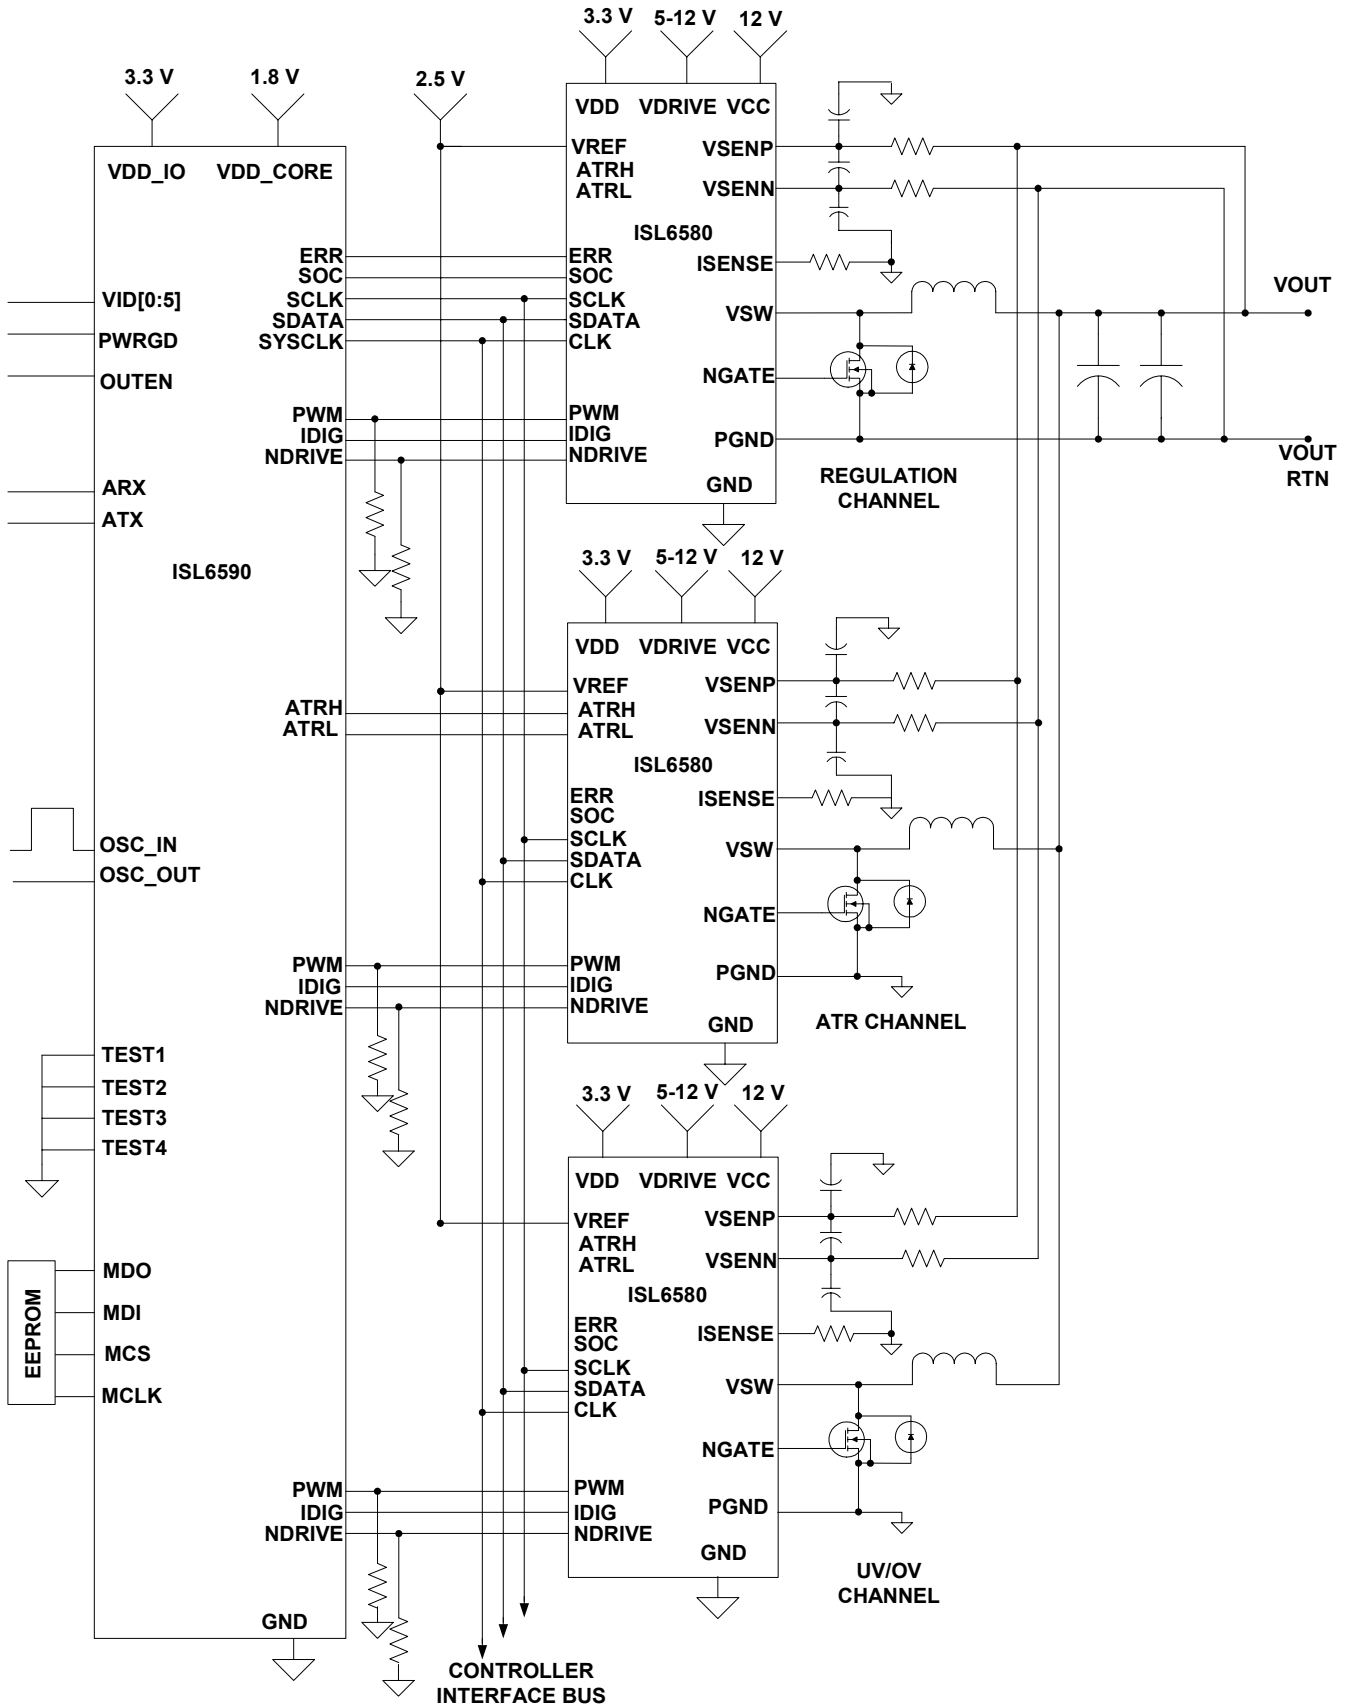 3.3 V 5-12 V 12 V
3.3 V 1.8 V 2.5 V
VDD VDRIVE VCC
VDD_IO VDD_CORE
VREF
ATRH
ATRL
VSENP
VSENN
ISL6580
ISENSE
ERR
SOC
SCLK
SDATA
SYSCLK
ERR
SOC
SCLK
SDATA
CLK
VID[0:5]
PWRGD
OUTEN
VSW
VOUT
NGATE
PWM
IDIG
NDRIVE
PWM
IDIG
NDRIVE
PGND
VOUT
RTN
REGULATION
CHANNEL
GND
ARX
ATX
ISL6590
3.3 V 5-12 V 12 V
VDD VDRIVE VCC
VREF
ATRH
ATRL
ATRH
ATRL
VSENP
VSENN
ISL6580
ERR
SOC
SCLK
SDATA
CLK
ISENSE
VSW
OSC_IN
OSC_OUT
NGATE
PWM
IDIG
NDRIVE
PWM
IDIG
NDRIVE
PGND
ATR CHANNEL
GND
TEST1
TEST2
TEST3
TEST4
3.3 V 5-12 V 12 V
VDD VDRIVE VCC
VREF
ATRH
ATRL
VSENP
VSENN
ISL6580
EEPROM
MDO
MDI
MCS
MCLK
ERR
SOC
SCLK
SDATA
CLK
ISENSE
VSW
NGATE
PWM
IDIG
NDRIVE
PWM
IDIG
NDRIVE
PGND
GND
UV/OV
CHANNEL
GND
CONTROLLER
INTERFACE BUS